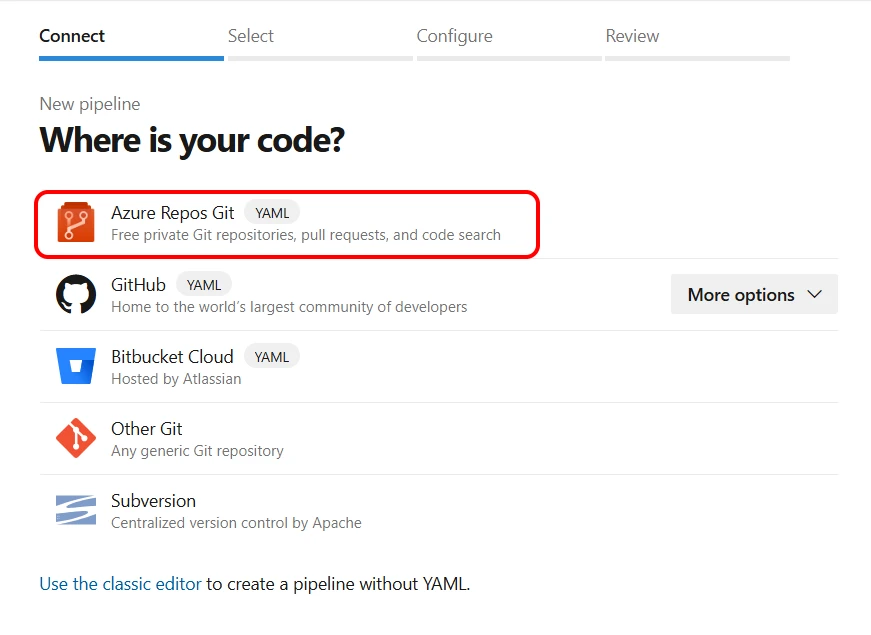 Connect Select Configure Review
New pipeline
Where is your code?
Azure Repos Git YAML
Free private Git repositories, pull requests, and code search
GitHub YAML
Home to the world’s largest community of developers
More options
Bitbucket Cloud YAML
Hosted by Atlassian
Other Git
Any generic Git repository
Subversion
Centralized version control by Apache
Use the classic editor to create a pipeline without YAML.